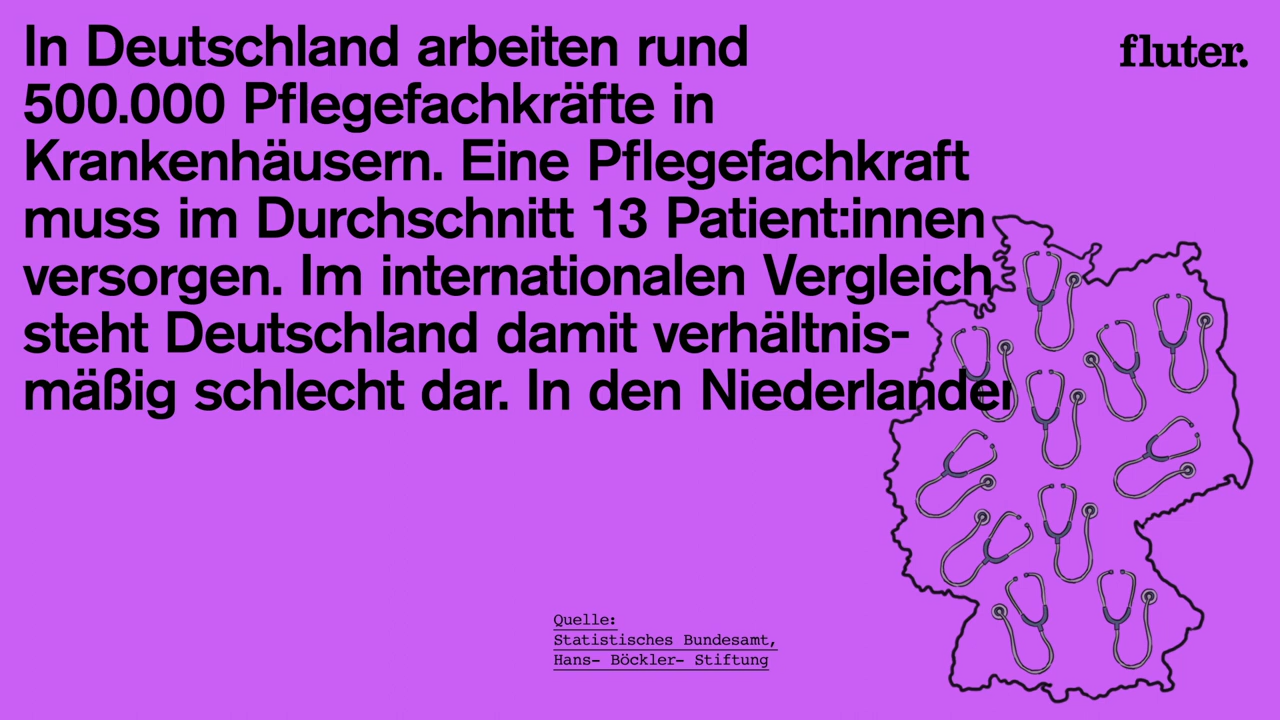 In Deutschland arbeiten rund
500.000 Pflegefachkräfte in
Krankenhäusern. Eine Pflegefachkraft
muss im Durchschnitt 13 Patient:innen
versorgen. Im internationalen Vergleich
steht Deutschland damit verhältnis-
mäßig schlecht dar. In den Niederlanden
fluter.
Quelle:
Statistisches Bundesamt,
Hans- Böckler- Stiftung